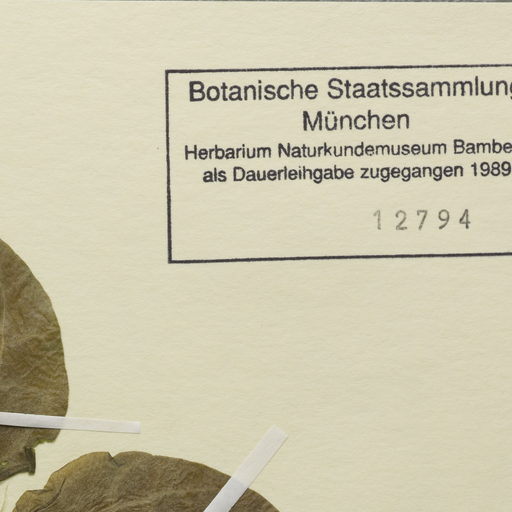 Botanische Staatssammlung
München
Herbarium Naturkundemuseum Bambe
als Dauerleihgabe zugegangen 1989
12794